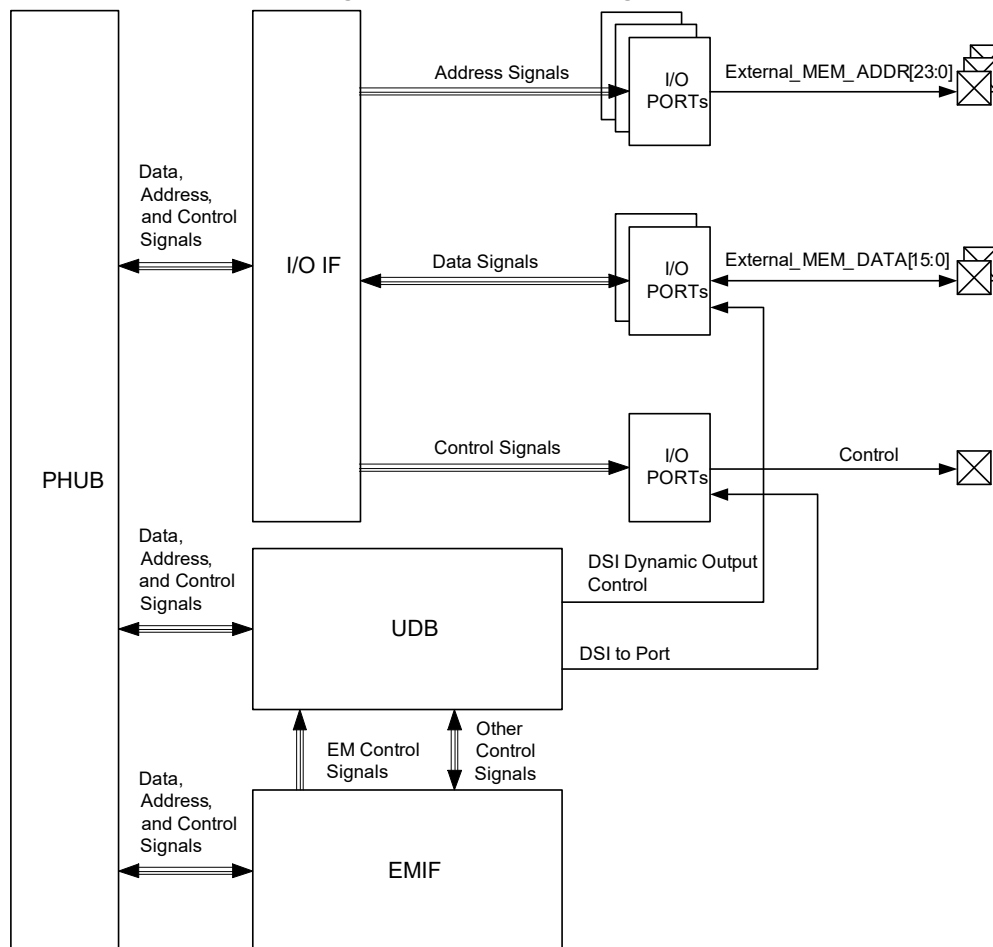 Address Signals
I/O
PORTs
External_MEM_ADDR[23:0]
Data,
Address,
and Control
Signals
I/O IF
Data Signals
I/O
PORTs
External_MEM_DATA[15:0]
Control Signals
I/O
PORTs
Control
PHUB
Data,
Address,
and Control
Signals
UDB
DSI Dynamic Output
Control
DSI to Port
EM Control
Signals
Other
Control
Signals
Data,
Address,
and Control
Signals
EMIF